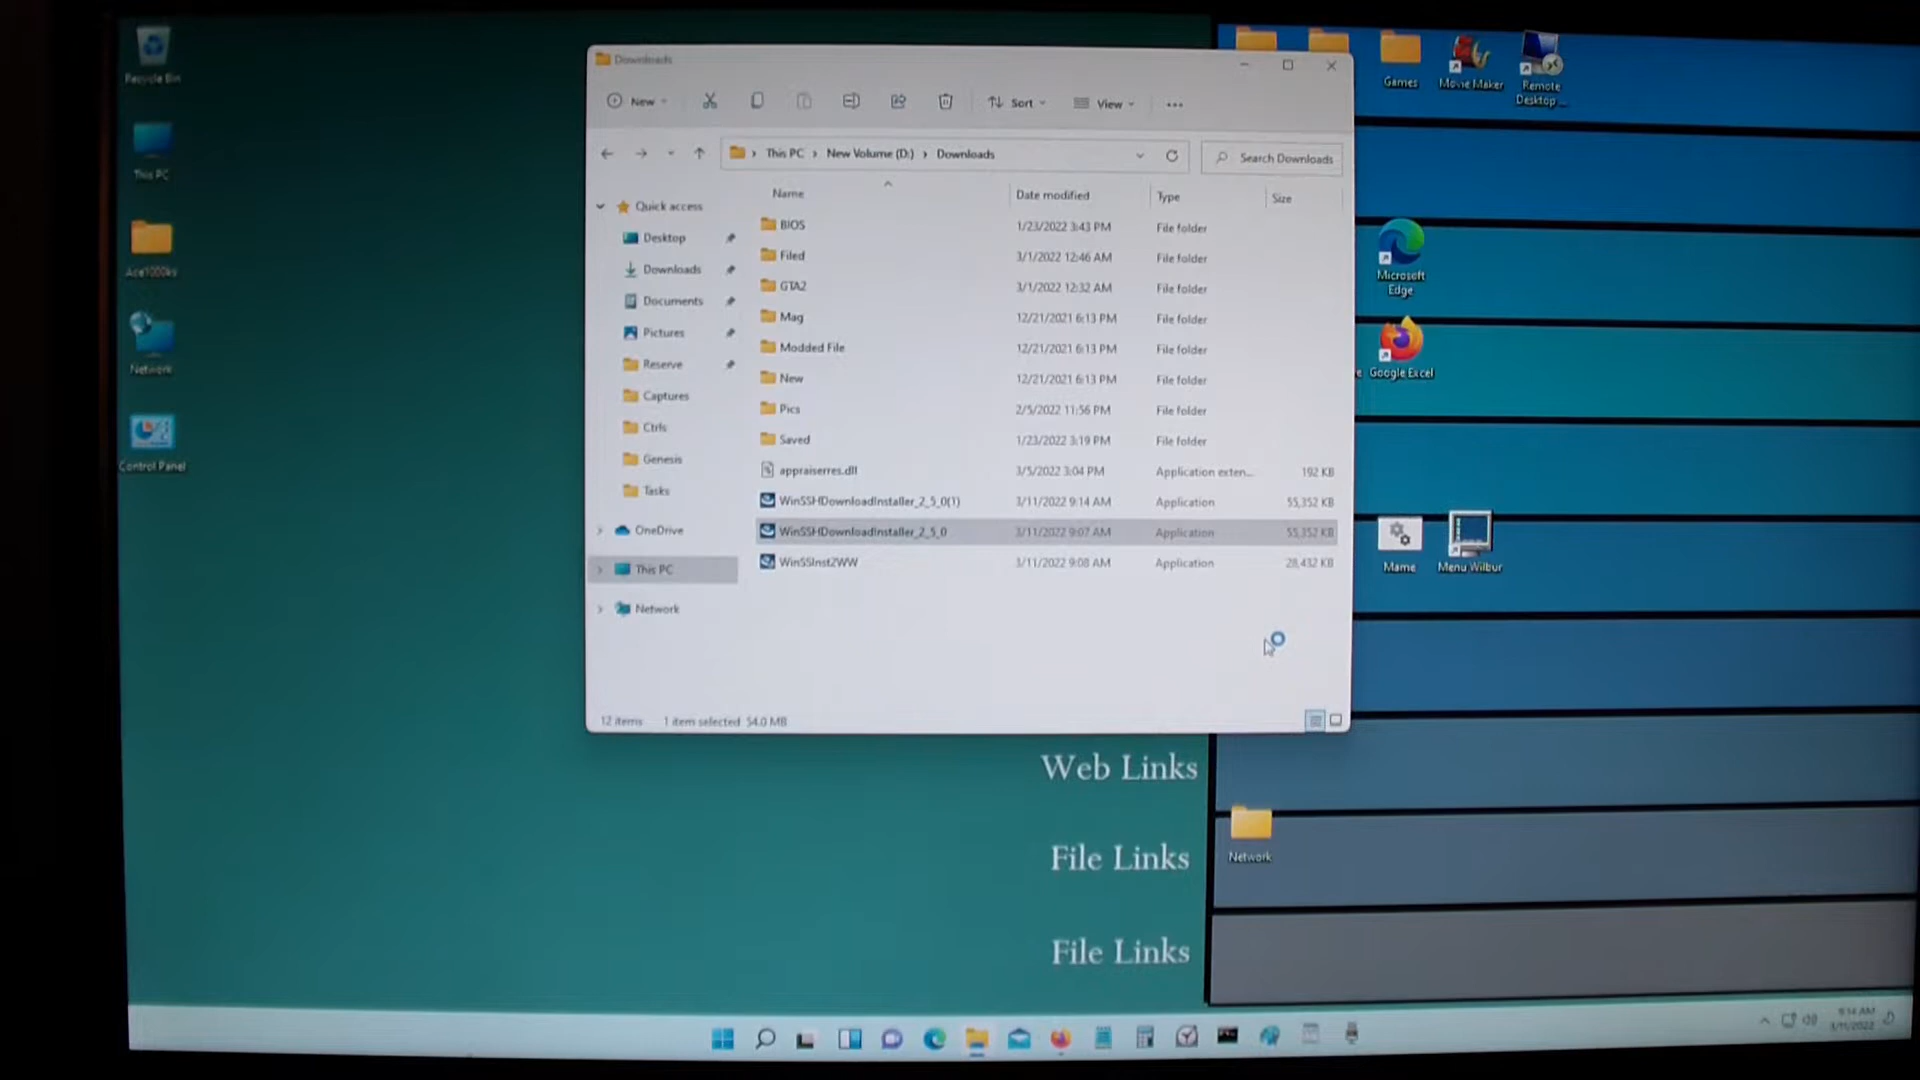 Recycle Bin
This PC
Ace1000ks
Network
Control Panel
Downloads
New
Sort
View
This PC > New Volume (D:) > Downloads
Search Downloads
Quick access
Desktop
Downloads
Documents
Pictures
Reserve
Captures
Ctrls
Genesis
Tasks
OneDrive
This PC
Network
Name Date modified Type Size
BIOS 1/23/2022 3:43 PM File folder
Filed 3/1/2022 12:46 AM File folder
GTA2 3/1/2022 12:32 AM File folder
Mag 12/21/2021 6:13 PM File folder
Modded File 12/21/2021 6:13 PM File folder
New 12/21/2021 6:13 PM File folder
Pics 2/5/2022 11:56 PM File folder
Saved 1/23/2022 3:19 PM File folder
appraiserres.dll 3/5/2022 3:04 PM Application exten... 192 KB
WinSSHDownloadInstaller_2_5_0(1) 3/11/2022 9:14 AM Application 55,352 KB
WinSSHDownloadInstaller_2_5_0 3/11/2022 9:07 AM Application 55,352 KB
WinSSInst2WW 3/11/2022 9:08 AM Application 28,432 KB
12 items 1 item selected 54.0 MB
Games
Movie Maker
Remote
Desktop ...
Microsoft
Edge
e
Google Excel
Mame
Menu Wilbur
Web Links
File Links
Network
File Links
9:14 AM
3/11/2022